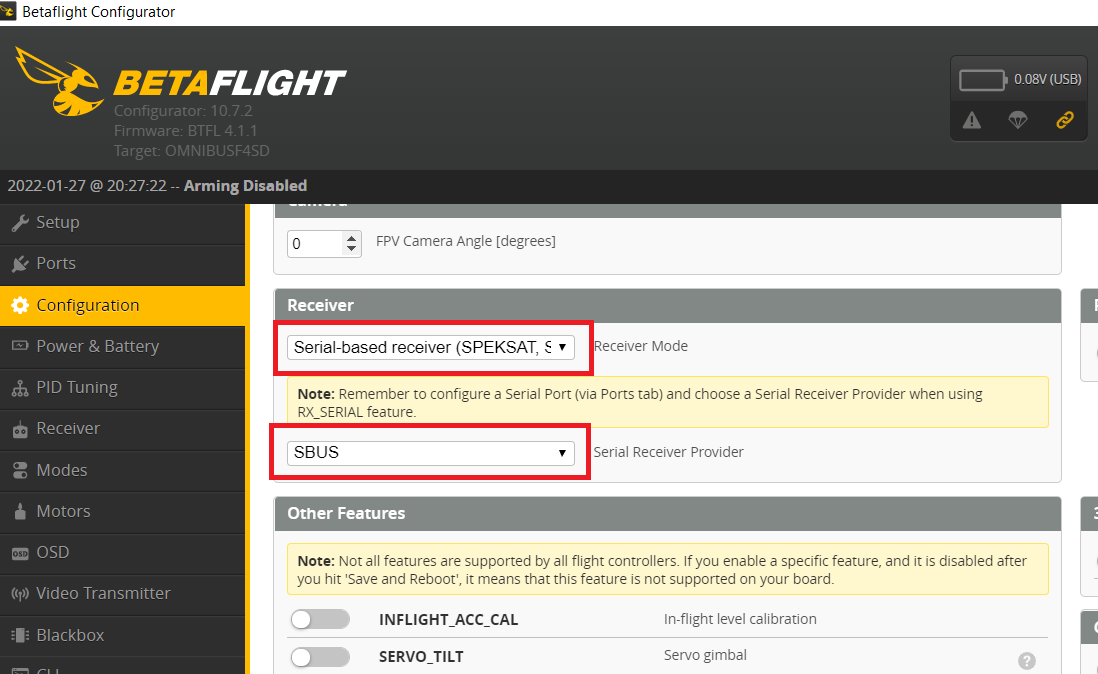 Betaflight Configurator
BETAFLIGHT
Configurator: 10.7.2
Firmware: BTFL 4.1.1
Target: OMNIBUSF4SD
0.08V (USB)
2022-01-27 @ 20:27:22 -- Arming Disabled
Setup
Ports
Configuration
Power & Battery
PID Tuning
Receiver
Modes
Motors
OSD
OSD
Video Transmitter
Blackbox
Camera
0
FPV Camera Angle [degrees]
Receiver
Serial-based receiver (SPEKSAT, S
Receiver Mode
Note: Remember to configure a Serial Port (via Ports tab) and choose a Serial Receiver Provider when using
RX_SERIAL feature.
SBUS
Serial Receiver Provider
Other Features
Note: Not all features are supported by all flight controllers. If you enable a specific feature, and it is disabled after
you hit 'Save and Reboot', it means that this feature is not supported on your board.
INFLIGHT_ACC_CAL
In-flight level calibration
SERVO_TILT
Servo gimbal
?